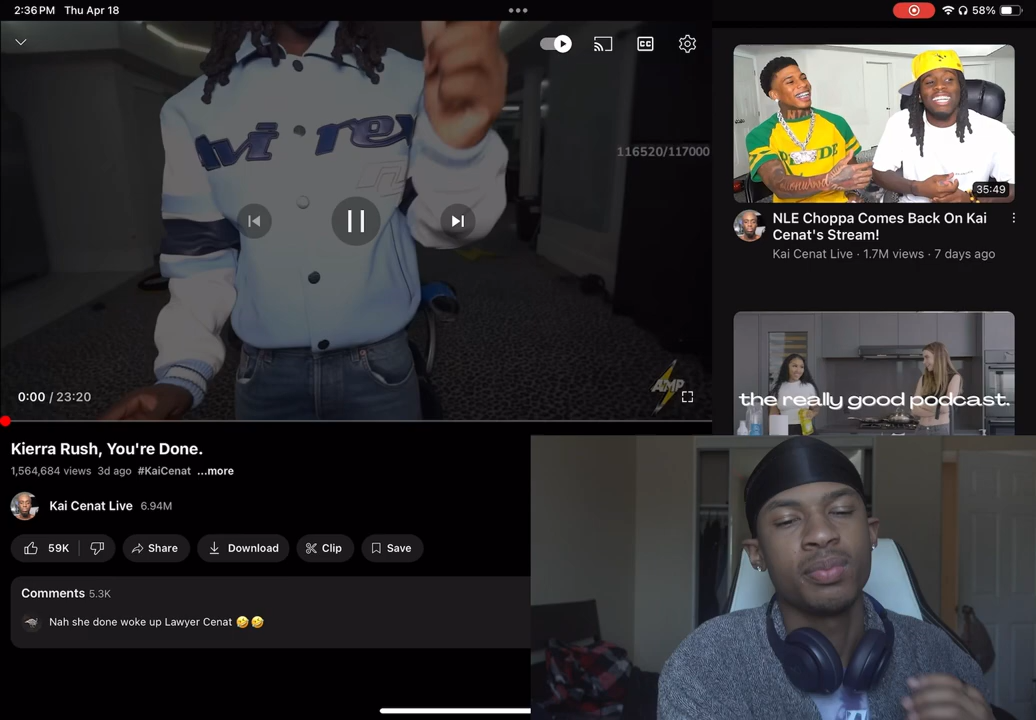 2:36 PM Thu Apr 18
58%
CC
116520/117000
AMP
0:00 / 23:20
Kierra Rush, You're Done.
1,564,684 views 3d ago #KaiCenat ...more
Kai Cenat Live 6.94M
59K Share Download Clip Save
Comments 5.3K
Nah she done woke up Lawyer Cenat 🤣🤣
35:49
NLE Choppa Comes Back On Kai
Cenat's Stream!
Kai Cenat Live · 1.7M views · 7 days ago
the really good podcast.